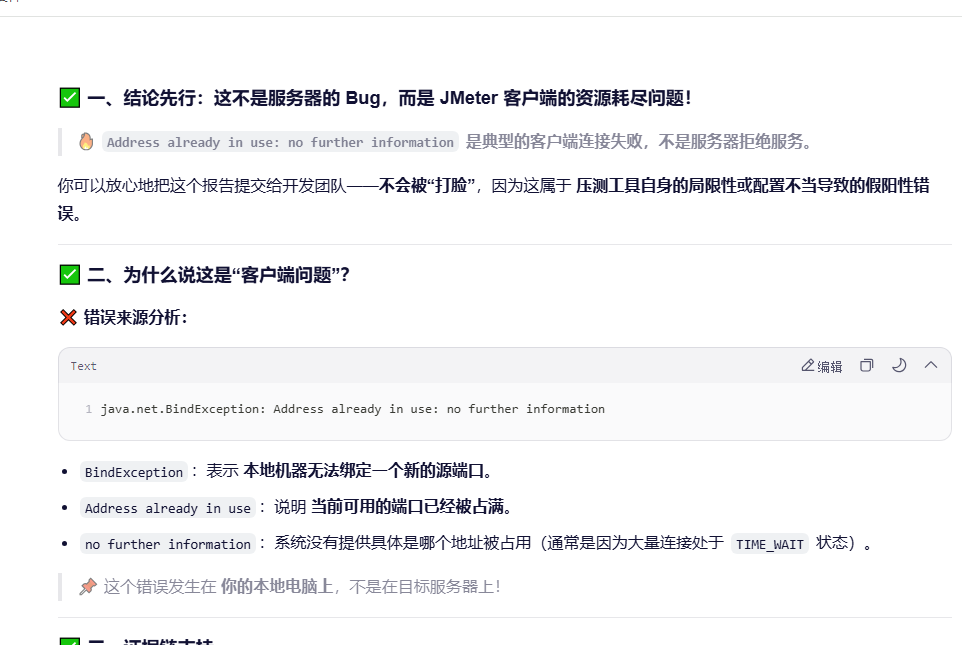 一、结论先行：这不是服务器的 Bug，而是 JMeter 客户端的资源耗尽问题！
Address already in use: no further information 是典型的客户端连接失败，不是服务器拒绝服务。
你可以放心地把这个报告提交给开发团队——不会被“打脸”，因为这属于 压测工具自身的局限性或配置不当导致的假阳性错
误。
二、为什么说这是“客户端问题”？
错误来源分析：
Text 编辑
1 java.net.BindException: Address already in use: no further information
BindException ： 表示 本地机器无法绑定一个新的源端口。
Address already in use ： 说明 当前可用的端口已经被占满。
no further information ： 系统没有提供具体是哪个地址被占用（通常是因为大量连接处于 TIME_WAIT 状态）。
这个错误发生在 你的本地电脑上，不是在目标服务器上！